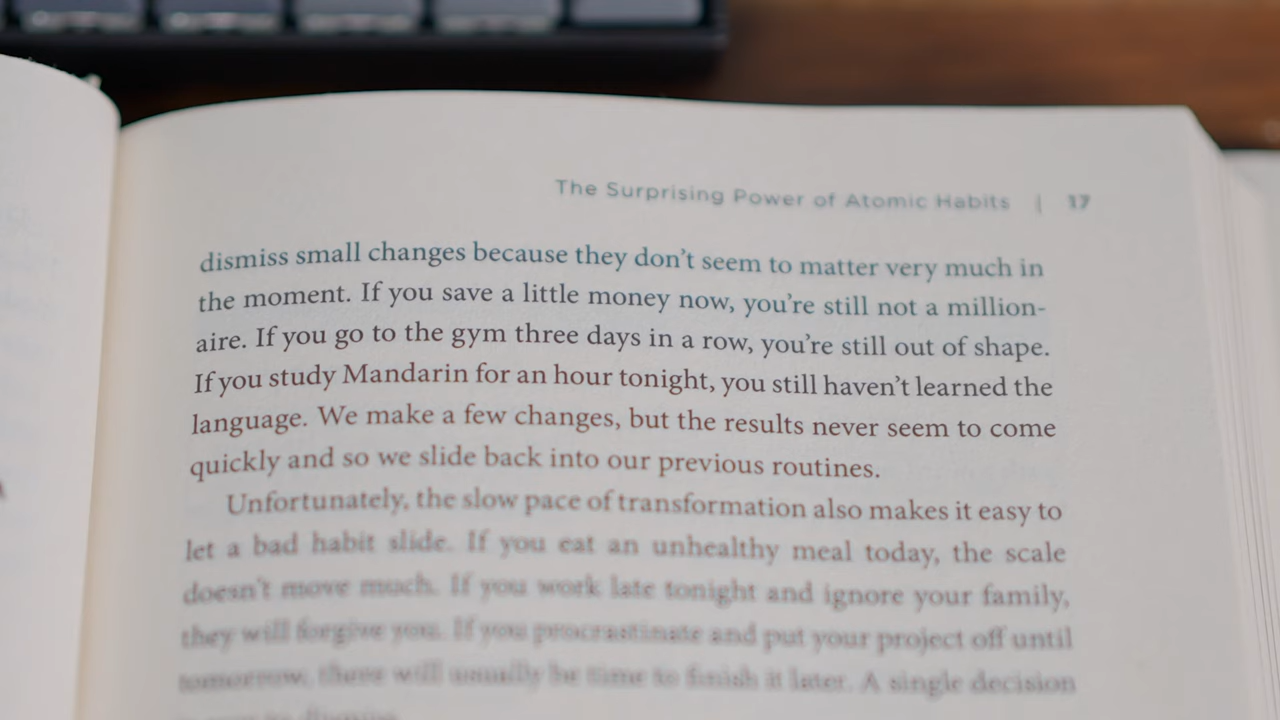 The Surprising Power of Atomic Habits | 17
dismiss small changes because they don't seem to matter very much in
the moment. If you save a little money now, you're still not a million-
aire. If you go to the gym three days in a row, you're still out of shape.
If you study Mandarin for an hour tonight, you still haven't learned the
language. We make a few changes, but the results never seem to come
quickly and so we slide back into our previous routines.
Unfortunately, the slow pace of transformation also makes it easy to
let a bad habit slide. If you eat an unhealthy meal today, the scale
doesn't move much. If you work late tonight and ignore your family,
they will forgive you. If you procrastinate and put your project off until
tomorrow, there will usually be time to finish it later. A single decision